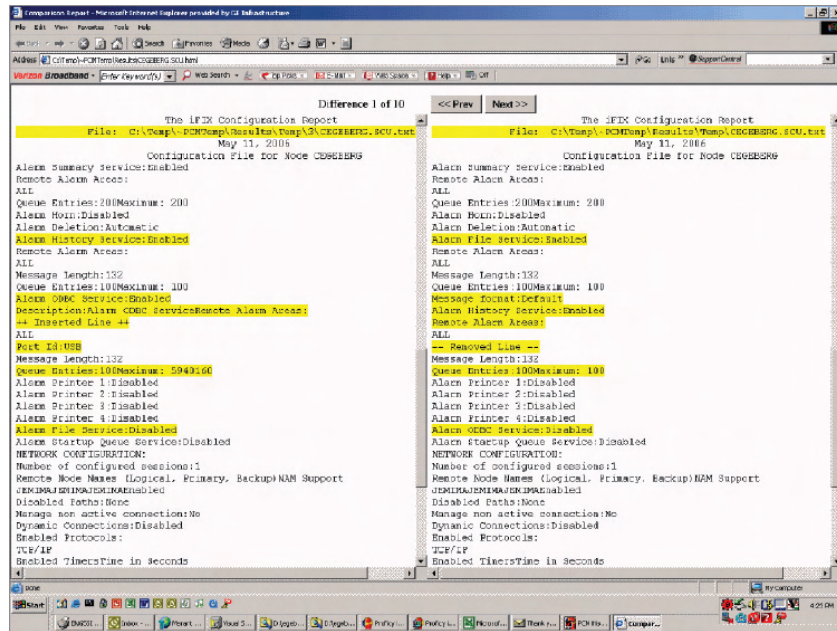 Comparison Report - Microsoft Internet Explorer provided by GE Infrastructure
File Edit View Favorites Tools Help
Search Favorites Media
Address C:\Temp\~PCMTemp\Results\CEGEBERG.SCU.html
Go Links » Support Central
Verizon Broadband - Enter Keyword(s) Web Search E-Mail Web Space Help Off
Difference 1 of 10 << Prev Next >>
The iFIX Configuration Report
File: C:\Temp\~PCMTemp\Results\Temp\3\CEGEBERG.SCU.txt
May 11, 2006
Configuration File for Node CEGEBERG
Alarm Summary Service:Enabled
Remote Alarm Areas:
ALL
Queue Entries:200Maximum: 200
Alarm Horn:Disabled
Alarm Deletion:Automatic
Alarm History Service:Enabled
Remote Alarm Areas:
ALL
Message Length:132
Queue Entries:100Maximum: 100
Alarm ODBC Service:Enabled
Description:Alarm ODBC ServiceRemote Alarm Areas:
++ Inserted Line ++
ALL
Port Id:USB
Message Length:132
Queue Entries:100Maximum: 5940160
Alarm Printer 1:Disabled
Alarm Printer 2:Disabled
Alarm Printer 3:Disabled
Alarm Printer 4:Disabled
Alarm File Service:Disabled
Alarm Startup Queue Service:Disabled
NETWORK CONFIGURATION:
Number of configured sessions:1
Remote Node Names (Logical, Primary, Backup)NAM Support
JEMIMAJEMIMAJEMIMAEnabled
Disabled Paths:None
Manage non active connection:No
Dynamic Connections:Disabled
Enabled Protocols:
TCP/IP
Enabled TimersTime in Seconds
The iFIX Configuration Report
File: C:\Temp\~PCMTemp\Results\Temp\CEGEBERG.SCU.txt
May 11, 2006
Configuration File for Node CEGEBERG
Alarm Summary Service:Enabled
Remote Alarm Areas:
ALL
Queue Entries:200Maximum: 200
Alarm Horn:Disabled
Alarm Deletion:Automatic
Alarm File Service:Enabled
Remote Alarm Areas:
ALL
Message Length:132
Queue Entries:100Maximum: 100
Message format:Default
Alarm History Service:Enabled
Remote Alarm Areas:
ALL
-- Removed Line --
Message Length:132
Queue Entries:100Maximum: 100
Alarm Printer 1:Disabled
Alarm Printer 2:Disabled
Alarm Printer 3:Disabled
Alarm Printer 4:Disabled
Alarm ODBC Service:Disabled
Alarm Startup Queue Service:Disabled
NETWORK CONFIGURATION:
Number of configured sessions:1
Remote Node Names (Logical, Primary, Backup)NAM Support
JEMIMAJEMIMAJEMIMAEnabled
Disabled Paths:None
Manage non active connection:No
Dynamic Connections:Disabled
Enabled Protocols:
TCP/IP
Enabled TimersTime in Seconds
Done My Computer
Start 4:25 PM
Inbox - ... Merant ... Visual S... Proficy ... Proficy ... Microsof... Thank y... PCM His... Compar...